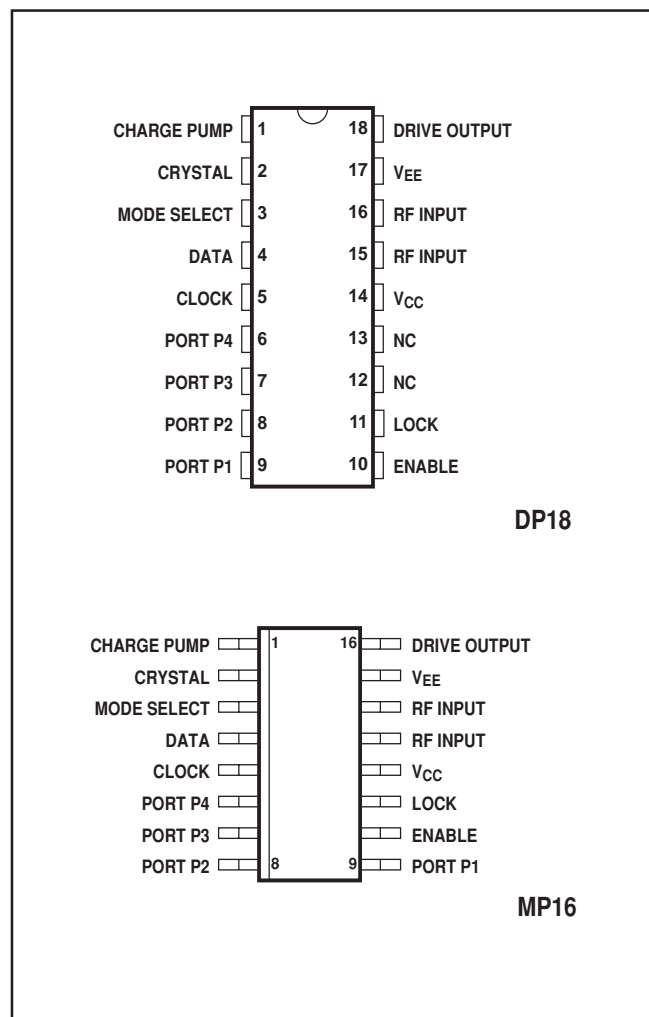 CHARGE PUMP 1 18 DRIVE OUTPUT
CRYSTAL 2 17 VEE
MODE SELECT 3 16 RF INPUT
DATA 4 15 RF INPUT
CLOCK 5 14 VCC
PORT P4 6 13 NC
PORT P3 7 12 NC
PORT P2 8 11 LOCK
PORT P1 9 10 ENABLE
DP18
CHARGE PUMP 1 16 DRIVE OUTPUT
CRYSTAL VEE
MODE SELECT RF INPUT
DATA RF INPUT
CLOCK VCC
PORT P4 LOCK
PORT P3 ENABLE
PORT P2 8 9 PORT P1
MP16